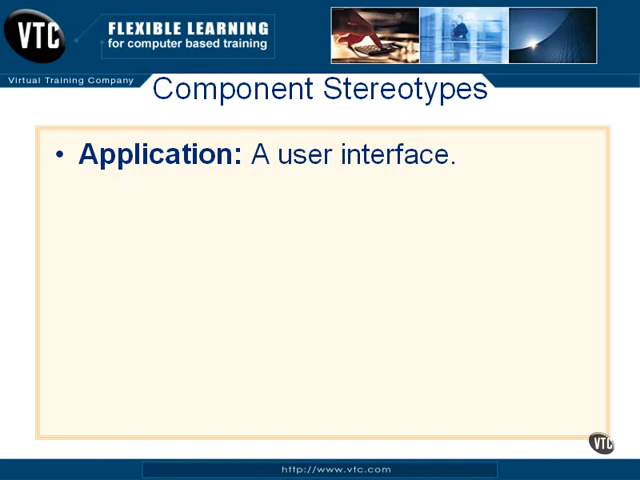 VTC
FLEXIBLE LEARNING
for computer based training
Virtual Training Company
Component Stereotypes
• Application: A user interface.
VTC
http://www.vtc.com